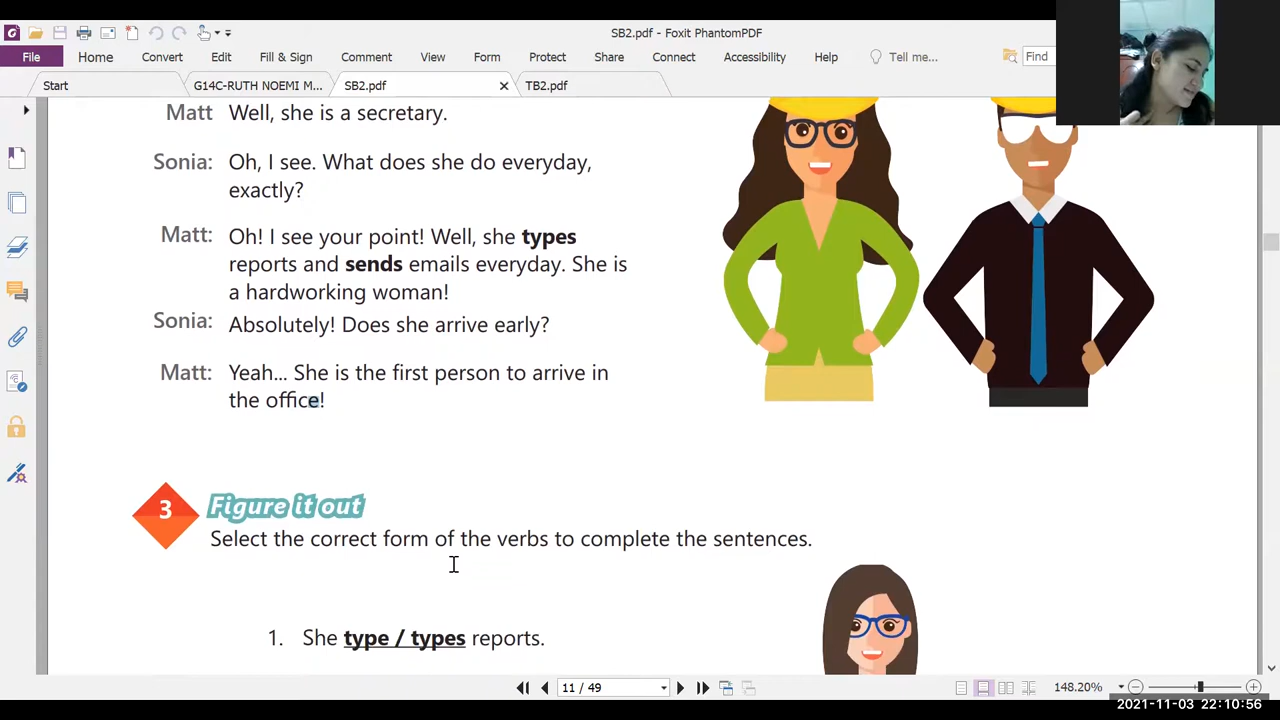 SB2.pdf - Foxit PhantomPDF
File Home Convert Edit Fill & Sign Comment View Form Protect Share Connect Accessibility Help Tell me... Find
Start G14C-RUTH NOEMI M... SB2.pdf TB2.pdf
Matt Well, she is a secretary.
Sonia: Oh, I see. What does she do everyday,
exactly?
Matt: Oh! I see your point! Well, she types
reports and sends emails everyday. She is
a hardworking woman!
Sonia: Absolutely! Does she arrive early?
Matt: Yeah... She is the first person to arrive in
the office!
3 Figure it out
Select the correct form of the verbs to complete the sentences.
1. She type / types reports.
11 / 49 148.20%
2021-11-03 22:10:56